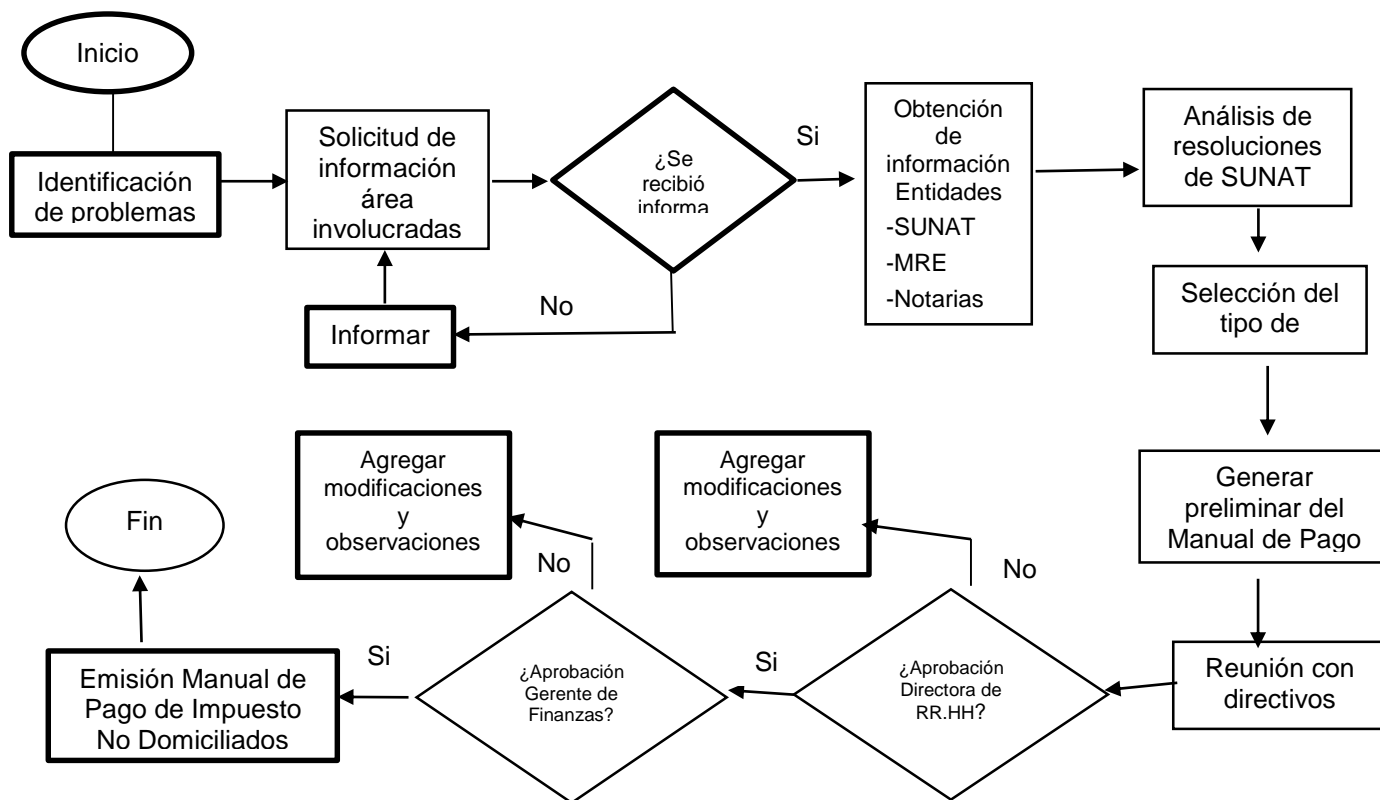 Inicio
Identificación
de problemas
Solicitud de
información
área
involucradas
¿Se
recibió
informa
Si
No
Informar
Obtención
de
información
Entidades
-SUNAT
-MRE
-Notarias
Análisis de
resoluciones
de SUNAT
Selección del
tipo de
Generar
preliminar del
Manual de Pago
Reunión con
directivos
¿Aprobación
Directora de
RR.HH?
No
Agregar
modificaciones
y
observaciones
Si
¿Aprobación
Gerente de
Finanzas?
No
Agregar
modificaciones
y
observaciones
Si
Emisión Manual de
Pago de Impuesto
No Domiciliados
Fin